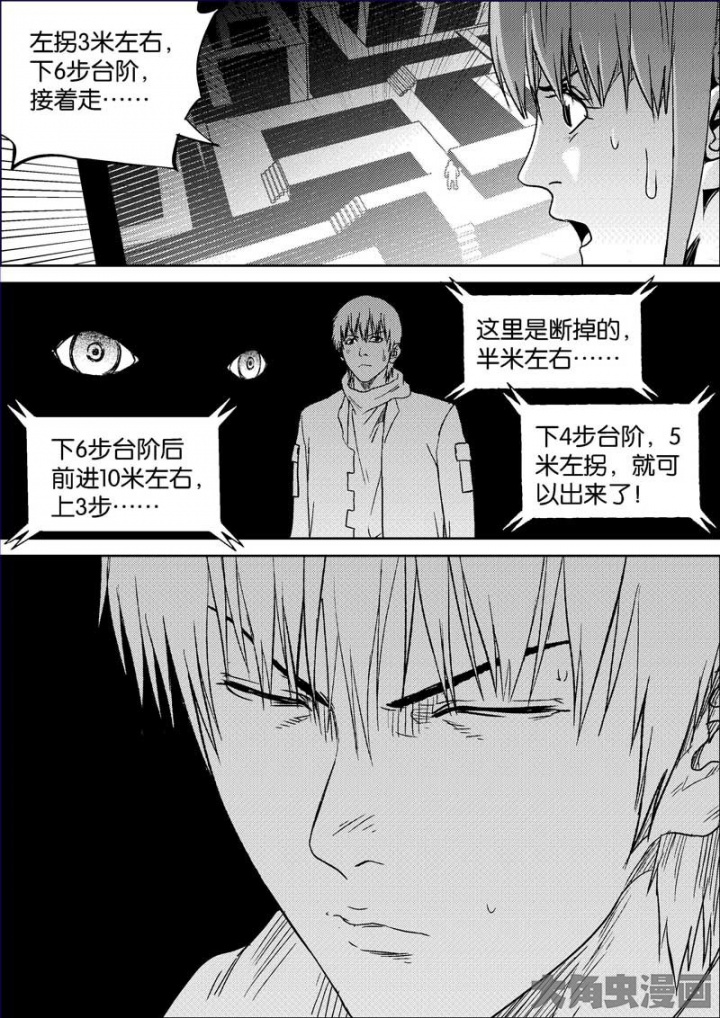 左拐3米左右，
下6步台阶，
接着走……
这里是断掉的，
半米左右……
下6步台阶后
前进10米左右，
上3步……
下4步台阶，5
米左拐，就可
以出来了！
大角虫漫画